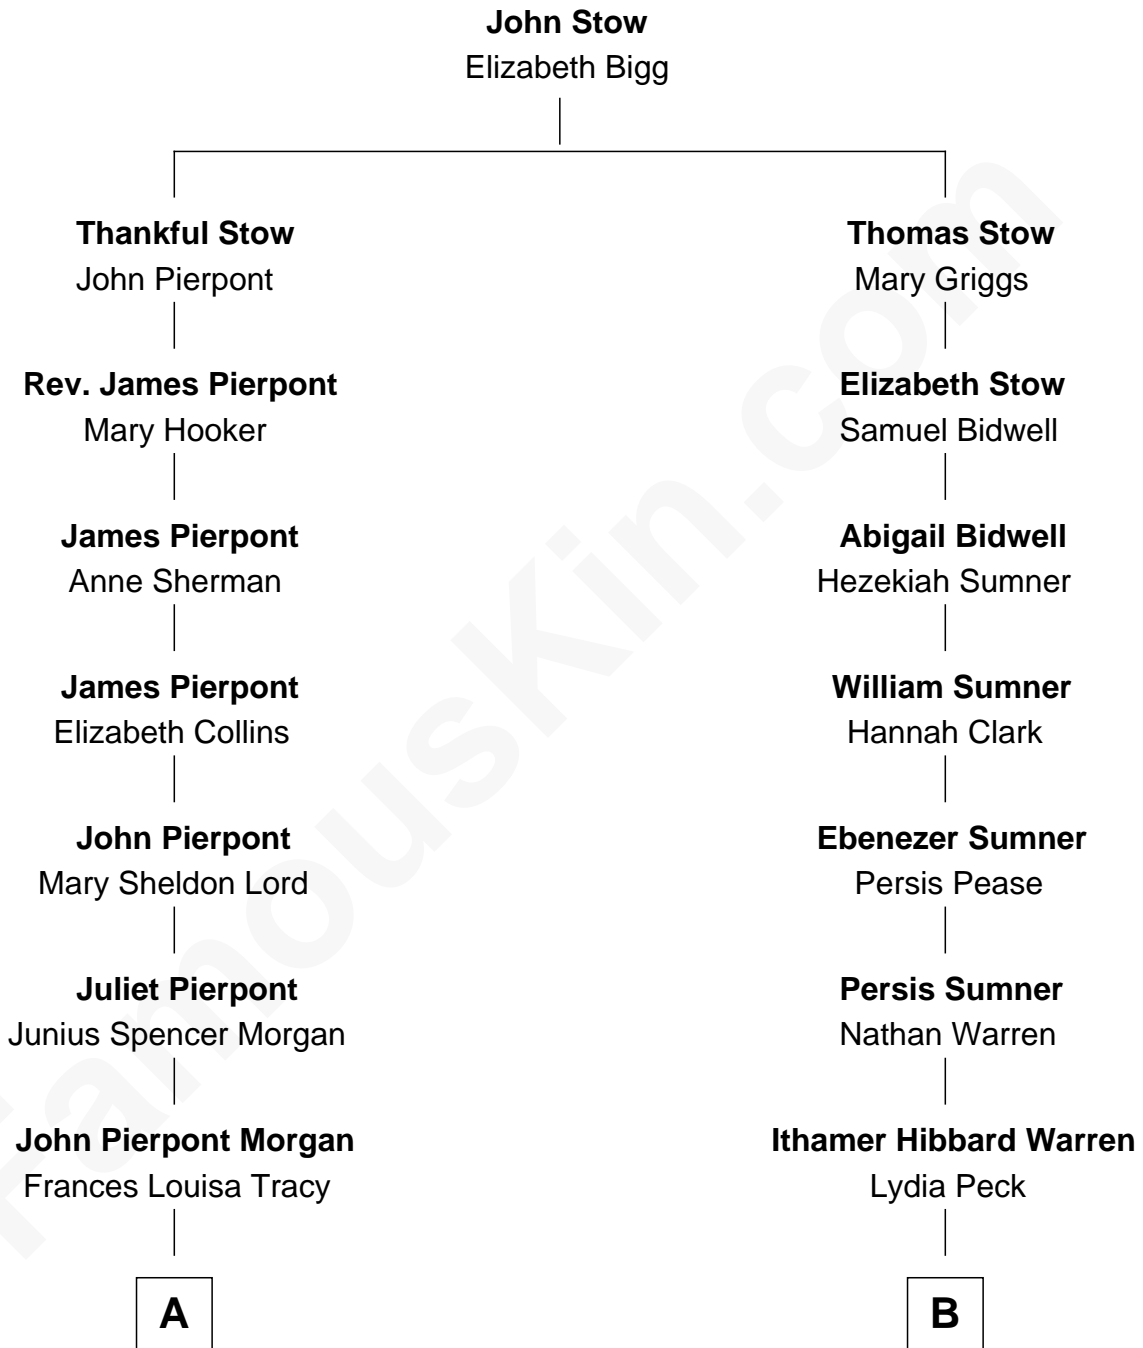 John Stow
Elizabeth Bigg
Thankful Stow
John Pierpont
Thomas Stow
Mary Griggs
Rev. James Pierpont
Mary Hooker
Elizabeth Stow
Samuel Bidwell
James Pierpont
Anne Sherman
Abigail Bidwell
Hezekiah Sumner
James Pierpont
Elizabeth Collins
William Sumner
Hannah Clark
John Pierpont
Mary Sheldon Lord
Ebenezer Sumner
Persis Pease
Juliet Pierpont
Junius Spencer Morgan
Persis Sumner
Nathan Warren
John Pierpont Morgan
Frances Louisa Tracy
Ithamer Hibbard Warren
Lydia Peck
A
B
FamousKin.com